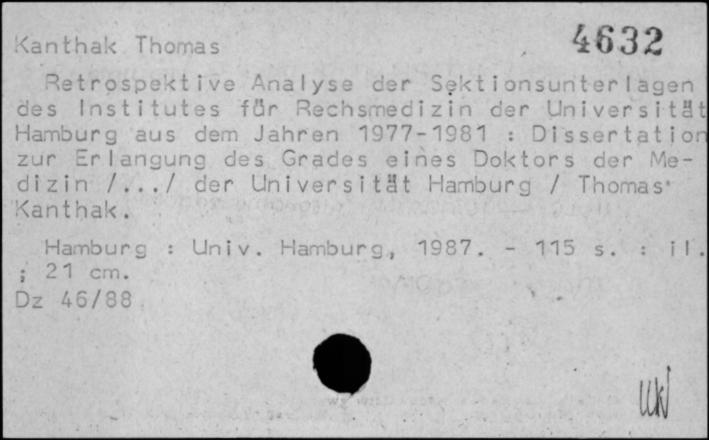 Kanthak Thomas 4632
Retrospektive Analyse der Sektionsunterlagen
des Institutes für Rechsmedizin der Universität
Hamburg aus dem Jahren 1977-1981 : Dissertation
zur Erlangung des Grades eines Doktors der Me-
dizin /.../ der Universität Hamburg / Thomas
Kanthak.
Hamburg : Univ. Hamburg, 1987. - 115 s. : il.
; 21 cm.
Dz 46/88